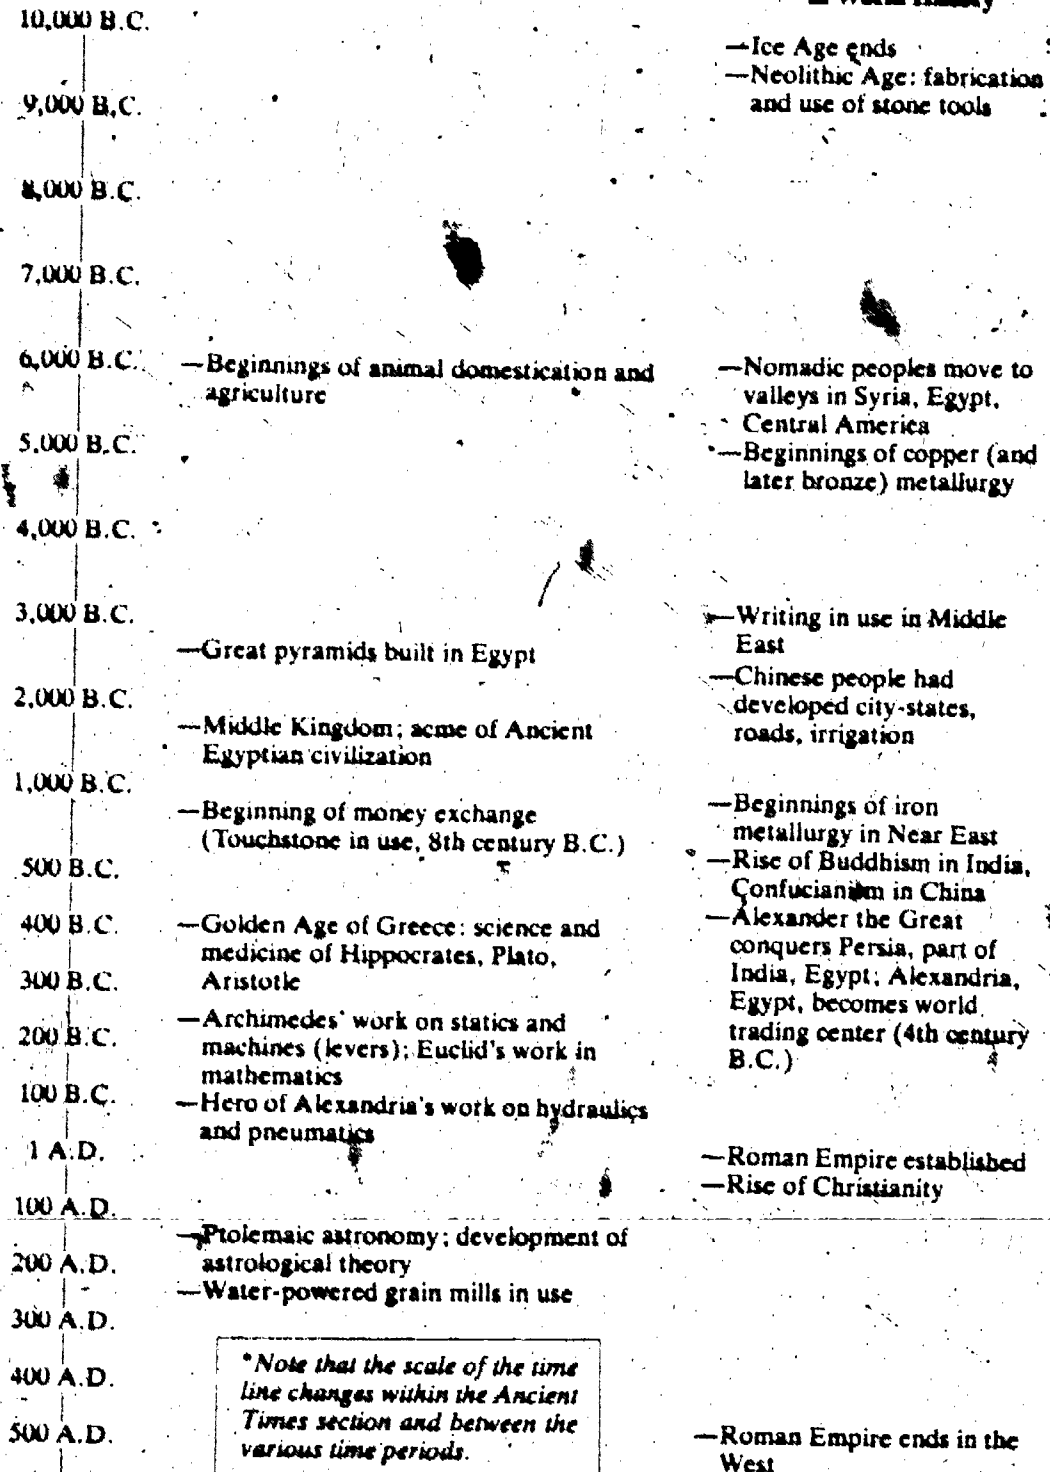 in World History
10,000 B.C.
—Ice Age ends
—Neolithic Age: fabrication
9,000 B.C.
and use of stone tools
8,000 B.C.
7,000 B.C.
6,000 B.C.
—Beginnings of animal domestication and
agriculture
—Nomadic peoples move to
valleys in Syria, Egypt,
Central America
5,000 B.C.
—Beginnings of copper (and
later bronze) metallurgy
4,000 B.C.
3,000 B.C.
—Writing in use in Middle
East
—Great pyramids built in Egypt
—Chinese people had
developed city-states,
roads, irrigation
2,000 B.C.
—Middle Kingdom; acme of Ancient
Egyptian civilization
1,000 B.C.
—Beginning of money exchange
(Touchstone in use, 8th century B.C.)
—Beginnings of iron
metallurgy in Near East
500 B.C.
—Rise of Buddhism in India,
Confucianism in China
400 B.C.
—Golden Age of Greece: science and
medicine of Hippocrates, Plato,
Aristotle
—Alexander the Great
conquers Persia, part of
India, Egypt; Alexandria,
Egypt, becomes world
trading center (4th century
B.C.)
300 B.C.
200 B.C.
—Archimedes' work on statics and
machines (levers); Euclid's work in
mathematics
100 B.C.
—Hero of Alexandria's work on hydraulics
and pneumatics
1 A.D.
—Roman Empire established
—Rise of Christianity
100 A.D.
—Ptolemaic astronomy; development of
astrological theory
200 A.D.
—Water-powered grain mills in use
300 A.D.
400 A.D.
*Note that the scale of the time
line changes within the Ancient
Times section and between the
various time periods.
500 A.D.
—Roman Empire ends in the
West